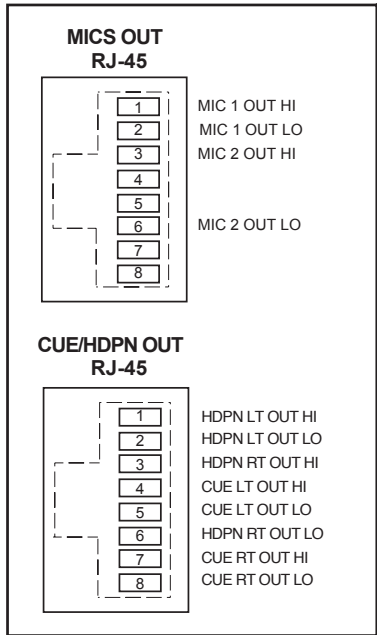 MICS OUT
RJ-45
1 MIC 1 OUT HI
2 MIC 1 OUT LO
3 MIC 2 OUT HI
4
5
6 MIC 2 OUT LO
7
8
CUE/HDPN OUT
RJ-45
1 HDPN LT OUT HI
2 HDPN LT OUT LO
3 HDPN RT OUT HI
4 CUE LT OUT HI
5 CUE LT OUT LO
6 HDPN RT OUT LO
7 CUE RT OUT HI
8 CUE RT OUT LO